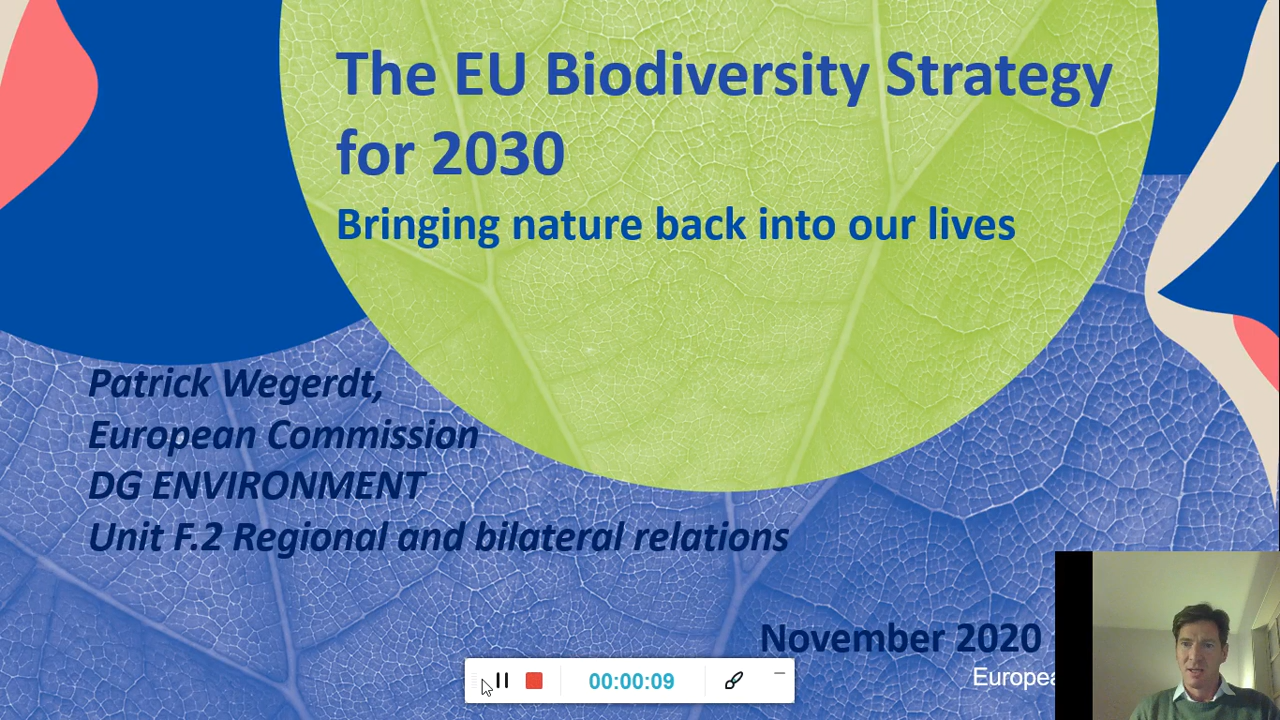 The EU Biodiversity Strategy
for 2030
Bringing nature back into our lives
Patrick Wegerdt,
European Commission
DG ENVIRONMENT
Unit F.2 Regional and bilateral relations
November 2020
00:00:09